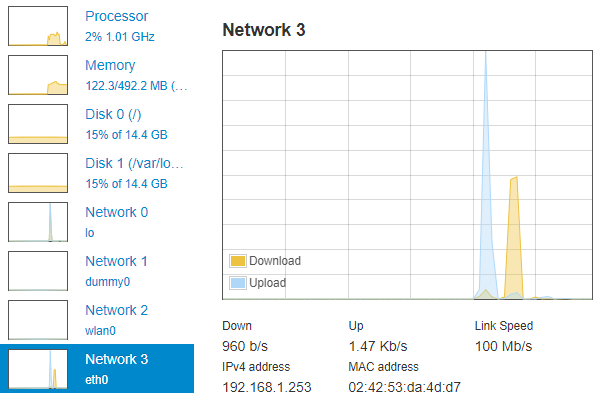 Processor
2% 1.01 GHz
Memory
122.3/492.2 MB (…
Disk 0 (/)
15% of 14.4 GB
Disk 1 (/var/lo…
15% of 14.4 GB
Network 0
lo
Network 1
dummy0
Network 2
wlan0
Network 3
eth0
Network 3
Download
Upload
Down Up Link Speed
960 b/s 1.47 Kb/s 100 Mb/s
IPv4 address MAC address
192.168.1.253 02:42:53:da:4d:d7